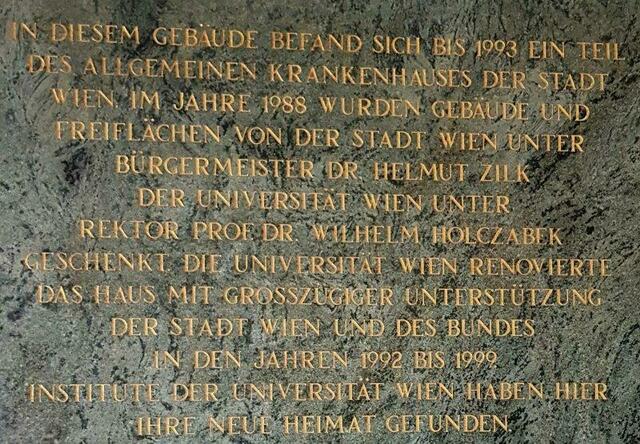 IN DIESEM GEBÄUDE BEFAND SICH BIS 1993 EIN TEIL
DES ALLGEMEINEN KRANKENHAUSES DER STADT
WIEN. IM JAHRE 1988 WURDEN GEBÄUDE UND
FREIFLÄCHEN VON DER STADT WIEN UNTER
BÜRGERMEISTER DR. HELMUT ZILK
DER UNIVERSITÄT WIEN UNTER
REKTOR PROF. DR. WILHELM HOLCZABEK
GESCHENKT. DIE UNIVERSITÄT WIEN RENOVIERTE
DAS HAUS MIT GROSSZÜGIGER UNTERSTÜTZUNG
DER STADT WIEN UND DES BUNDES
IN DEN JAHREN 1992 BIS 1999.
INSTITUTE DER UNIVERSITÄT WIEN HABEN HIER
IHRE NEUE HEIMAT GEFUNDEN.